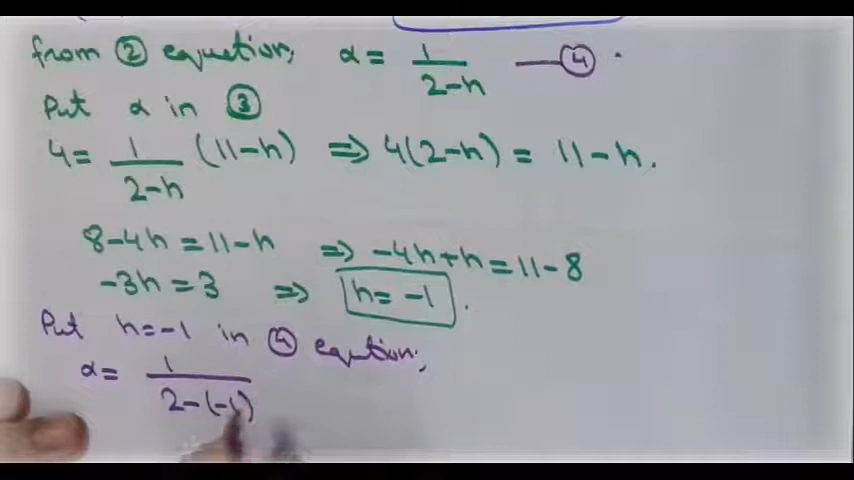 from ② equation, α = 1/(2-h) —④ .
Put α in ③
4 = 1/(2-h) (11-h) ⇒ 4(2-h) = 11-h.
8-4h = 11-h ⇒ -4h+h = 11-8
-3h = 3 ⇒ h = -1 .
Put h = -1 in ④ eqution,
α = 1/(2-(-1))